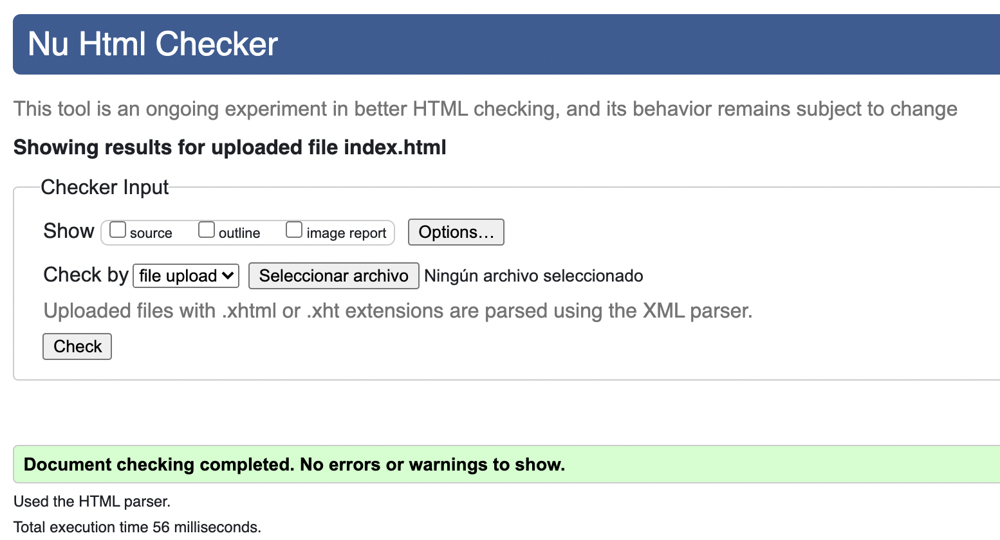 Nu Html Checker
This tool is an ongoing experiment in better HTML checking, and its behavior remains subject to change
Showing results for uploaded file index.html
Checker Input
Show source outline image report Options...
Check by file upload Seleccionar archivo Ningún archivo seleccionado
Uploaded files with .xhtml or .xht extensions are parsed using the XML parser.
Check
Document checking completed. No errors or warnings to show.
Used the HTML parser.
Total execution time 56 milliseconds.